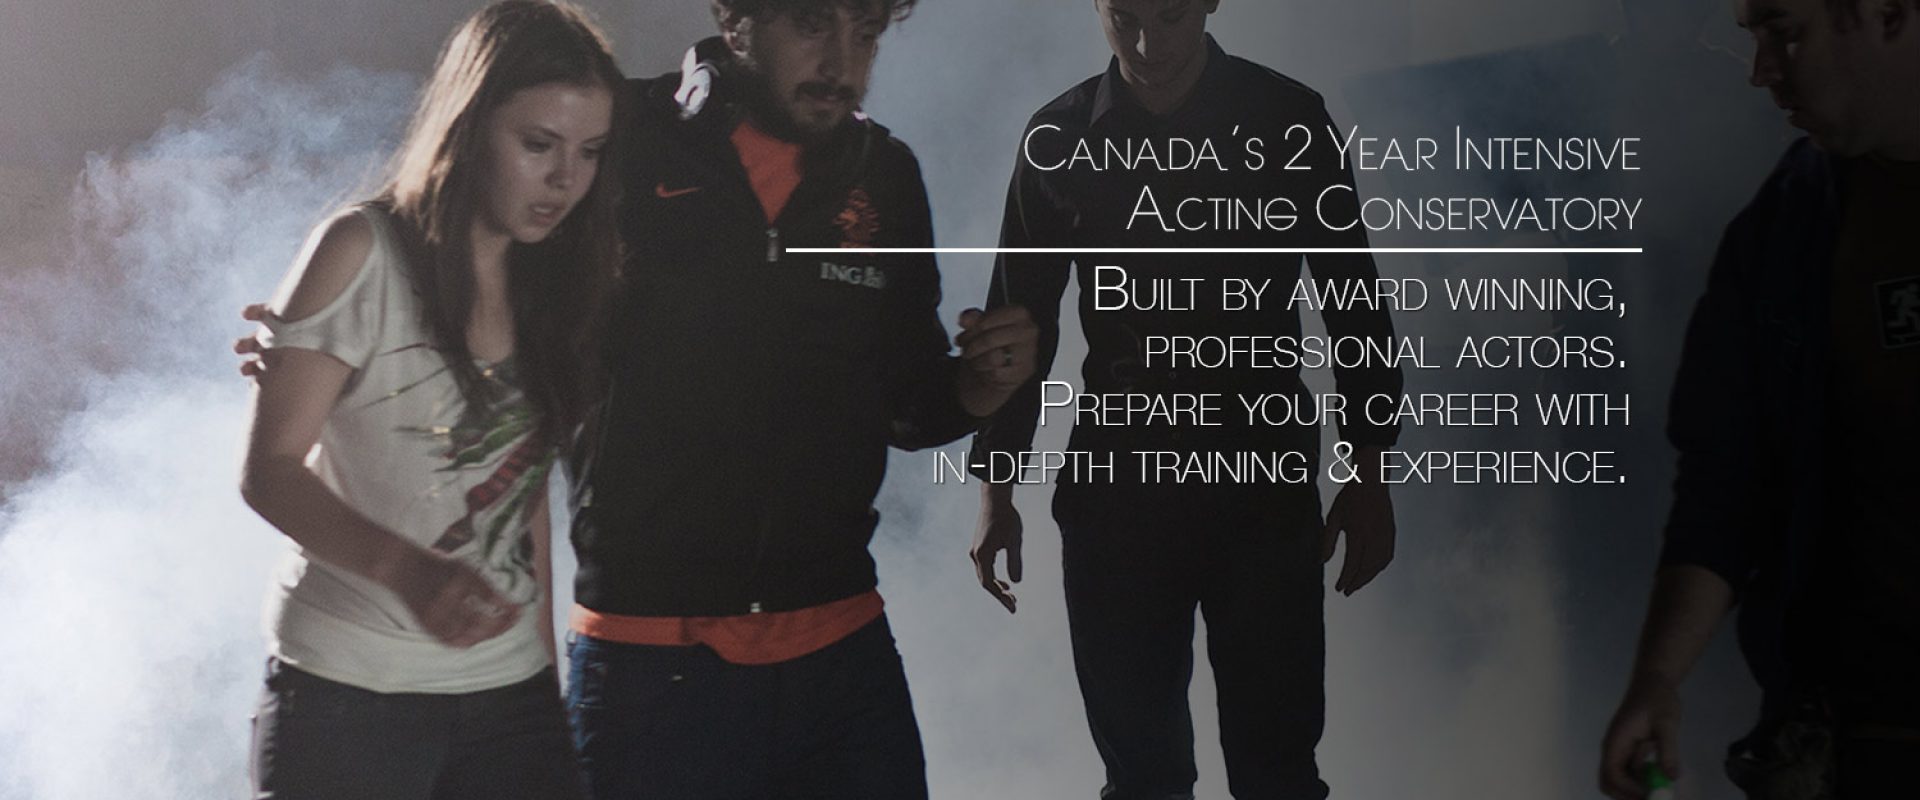 Canada's 2 Year Intensive
Acting Conservatory
Built by award winning,
professional actors.
Prepare your career with
in-depth training & experience.
ING